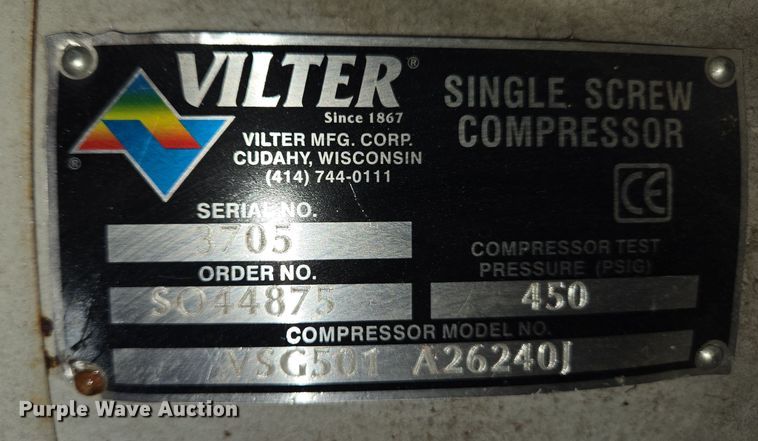 VILTER®
Since 1867
VILTER MFG. CORP.
CUDAHY, WISCONSIN
(414) 744-0111
®
SINGLE SCREW
COMPRESSOR
CE
SERIAL NO.
3705
ORDER NO.
SO44875
COMPRESSOR TEST
PRESSURE (PSIG)
450
COMPRESSOR MODEL NO.
VSG501 A26240J
Purple Wave Auction